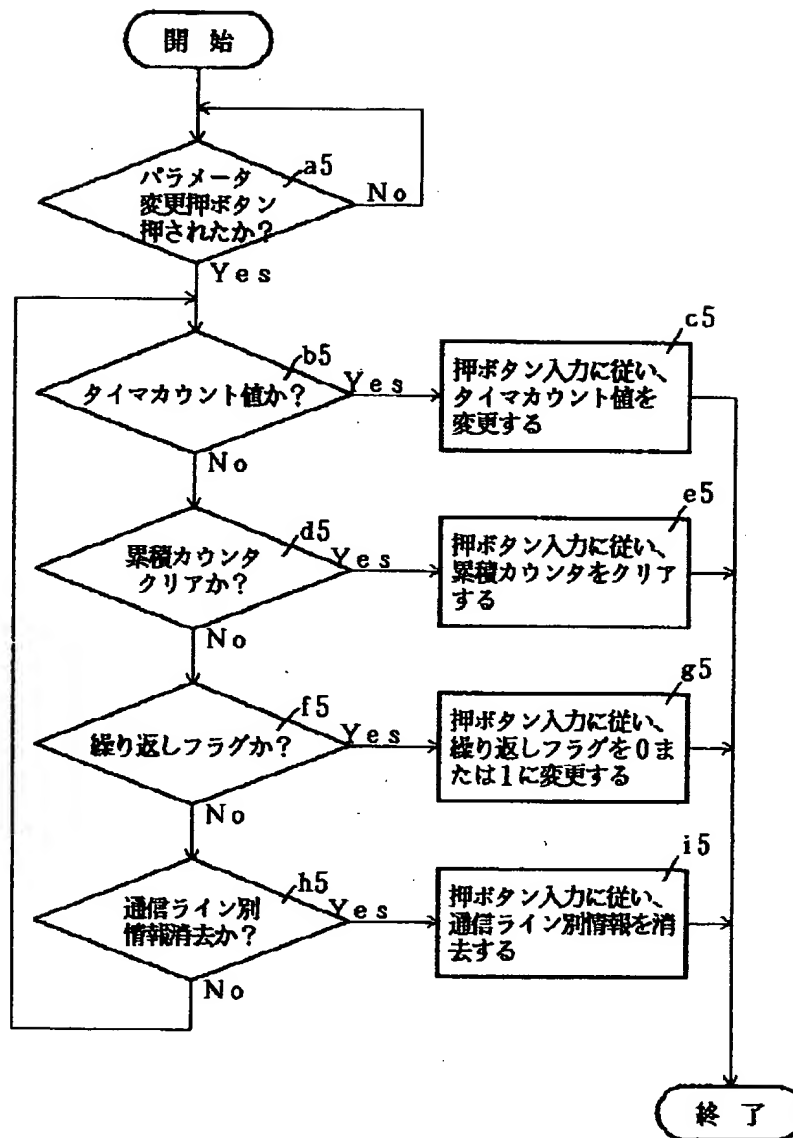 開 始
a5
パラメータ
変更押ボタン
押されたか?
No
Yes
b5
タイマカウント値か?
Yes
No
c5
押ボタン入力に従い、
タイマカウント値を
変更する
d5
累積カウンタ
クリアか?
Yes
No
e5
押ボタン入力に従い、
累積カウンタをクリア
する
f5
繰り返しフラグか?
Yes
No
g5
押ボタン入力に従い、
繰り返しフラグを0ま
たは1に変更する
h5
通信ライン別
情報消去か?
Yes
No
i5
押ボタン入力に従い、
通信ライン別情報を消
去する
終 了